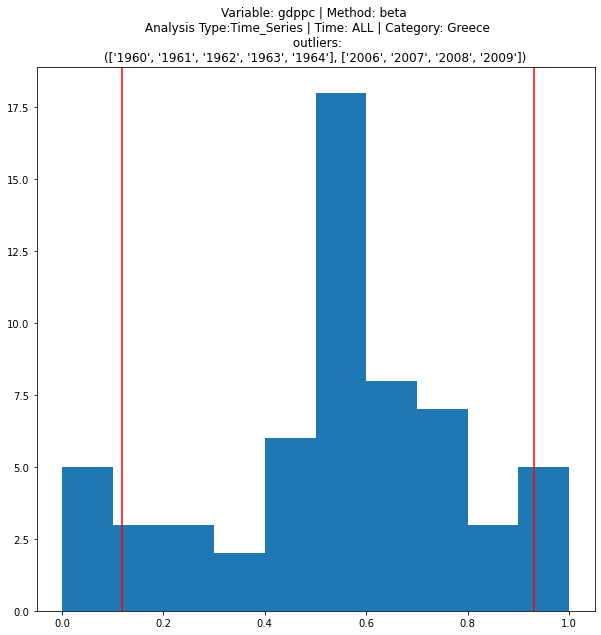 Variable: gdppc | Method: beta
Analysis Type:Time_Series | Time: ALL | Category: Greece
outliers:
(['1960', '1961', '1962', '1963', '1964'], ['2006', '2007', '2008', '2009'])
17.5
15.0
12.5
10.0
7.5
5.0
2.5
0.0
0.0 0.2 0.4 0.6 0.8 1.0